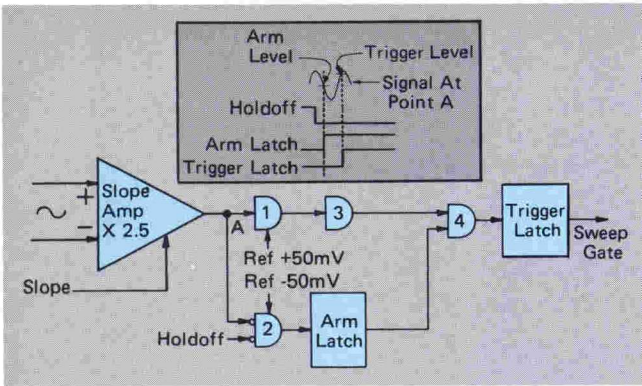 Arm
Level
Trigger Level
Signal At
Point A
Holdoff
Arm Latch
Trigger Latch
Slope
Amp
X 2.5
+
−
A
1
3
4
Trigger
Latch
Sweep
Gate
Ref +50mV
Ref -50mV
Slope
2
Holdoff
Arm
Latch